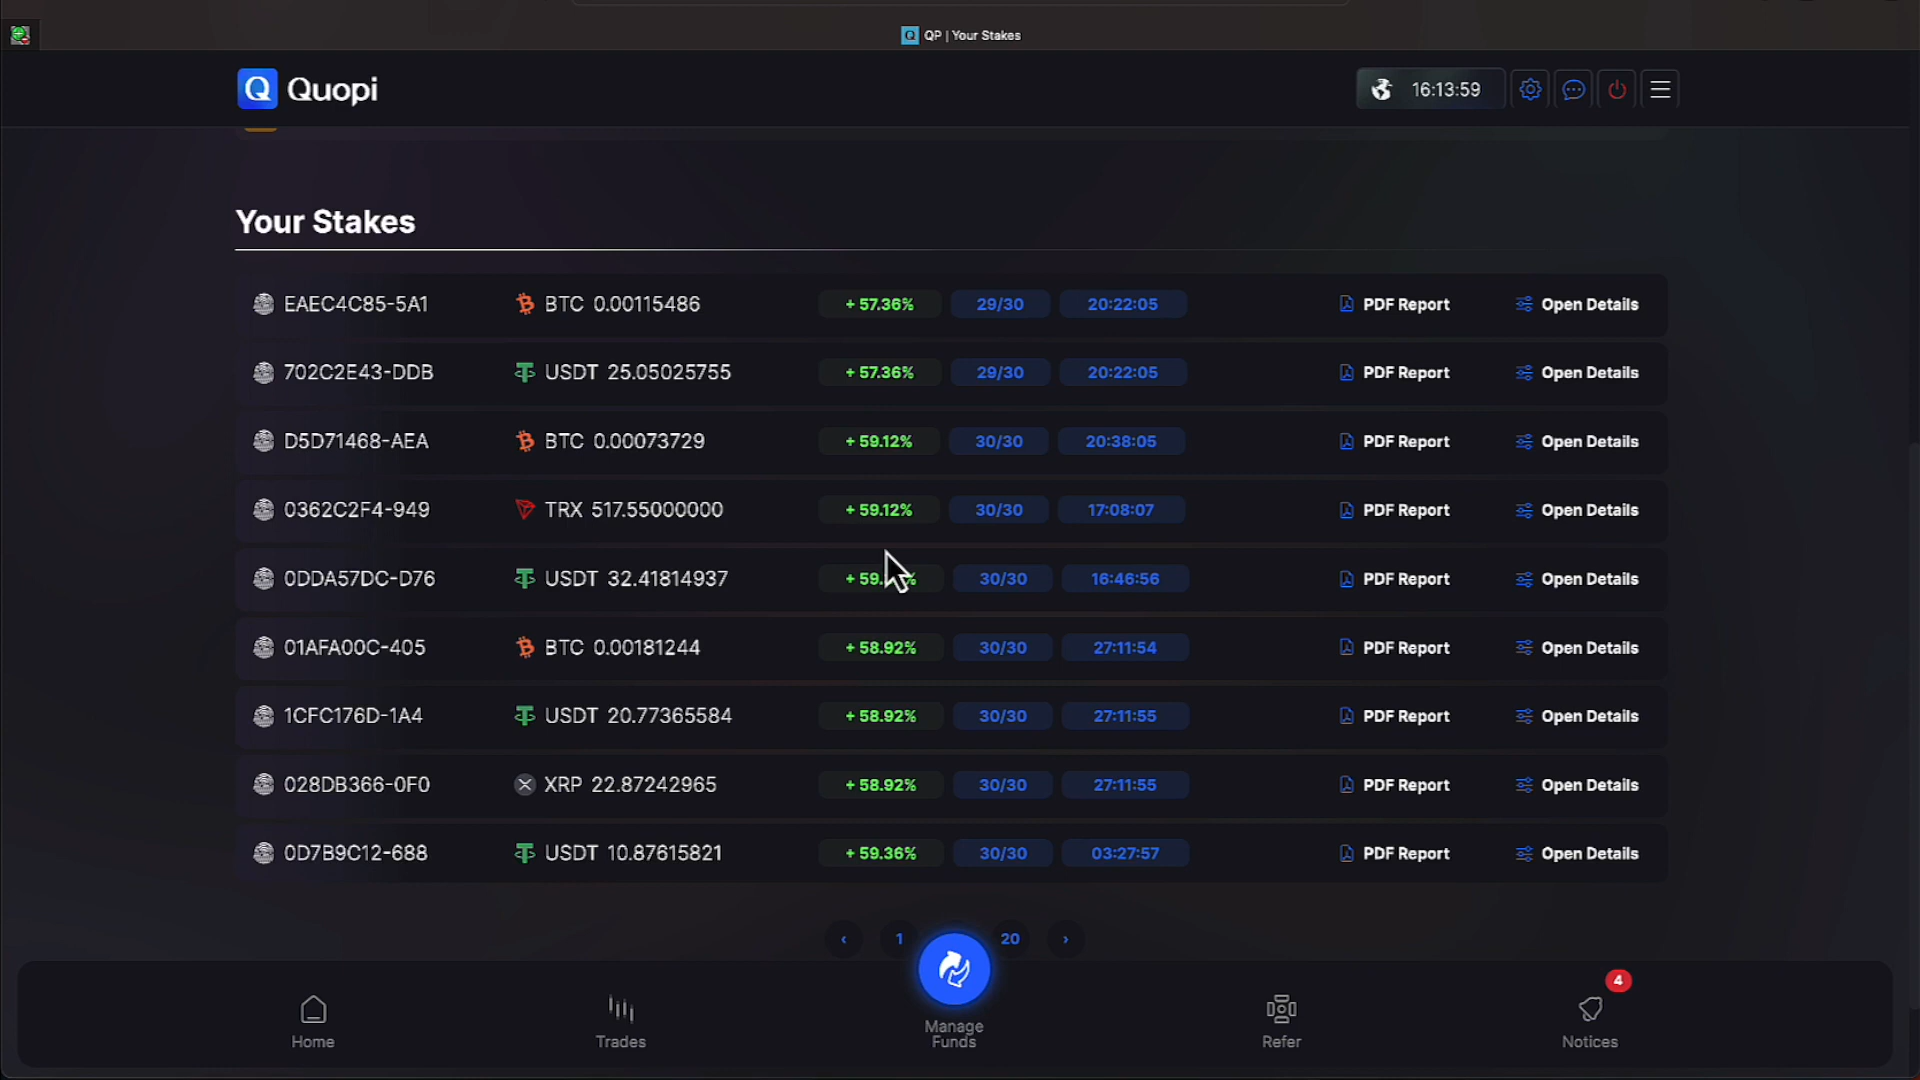 QP | Your Stakes
Quopi
16:13:59
Your Stakes
EAEC4C85-5A1 BTC 0.00115486 + 57.36% 29/30 20:22:05 PDF Report Open Details
702C2E43-DDB USDT 25.05025755 + 57.36% 29/30 20:22:05 PDF Report Open Details
D5D71468-AEA BTC 0.00073729 + 59.12% 30/30 20:38:05 PDF Report Open Details
0362C2F4-949 TRX 517.55000000 + 59.12% 30/30 17:08:07 PDF Report Open Details
0DDA57DC-D76 USDT 32.41814937 30/30 16:46:56 PDF Report Open Details
01AFA00C-405 BTC 0.00181244 + 58.92% 30/30 27:11:54 PDF Report Open Details
1CFC176D-1A4 USDT 20.77365584 + 58.92% 30/30 27:11:55 PDF Report Open Details
028DB366-0F0 XRP 22.87242965 + 58.92% 30/30 27:11:55 PDF Report Open Details
0D7B9C12-688 USDT 10.87615821 + 59.36% 30/30 03:27:57 PDF Report Open Details
‹ 1 20 ›
4
Home Trades Manage Funds Refer Notices